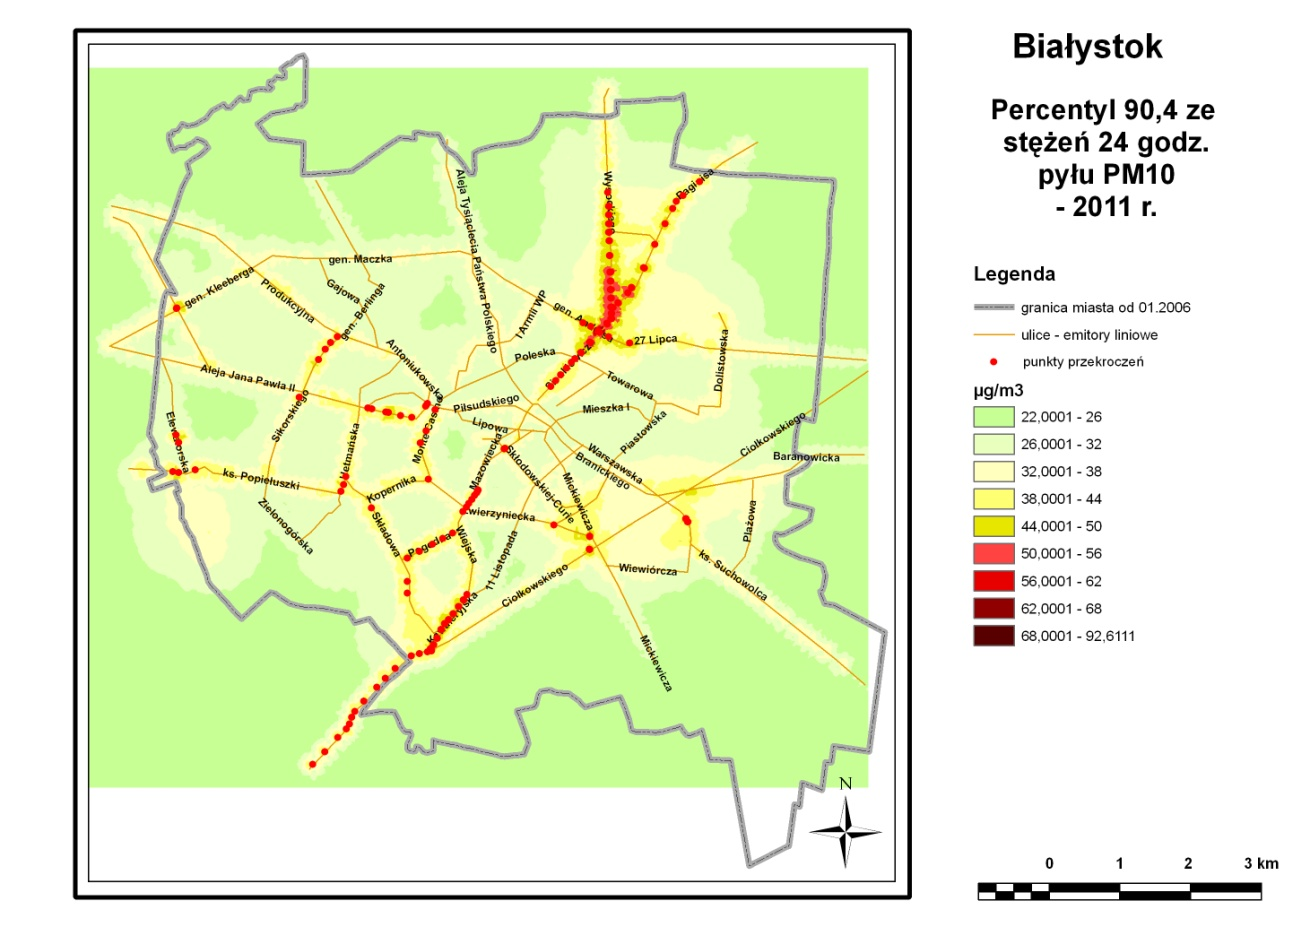 Białystok
Percentyl 90,4 ze
stężeń 24 godz.
pyłu PM10
- 2011 r.
Legenda
granica miasta od 01.2006
ulice - emitory liniowe
punkty przekroczeń
µg/m3
22,0001 - 26
26,0001 - 32
32,0001 - 38
38,0001 - 44
44,0001 - 50
50,0001 - 56
56,0001 - 62
62,0001 - 68
68,0001 - 92,6111
N
0 1 2 3 km
Aleja Tysiąclecia Państwa Polskiego
gen. Maczka
gen. Kleeberga
Produkcyjna
Gajowa
gen. Berlinga
I Armii WP
gen.
27 Lipca
Dolistowska
Antoniukowska
Poleska
Towarowa
Aleja Jana Pawła II
Sikorskiego
Piłsudskiego
Mieszka I
Lipowa
Piastowska
Ciołkowskiego
Baranowicka
Hetmańska
Mazowiecka
Warszawska
Branickiego
Skłodowskiej-Curie
Mickiewicza
ks. Popiełuszki
Kopernika
Zwierzyniecka
Zielonogórska
Składowa
Wiejska
11 Listopada
Plażowa
Wiewiórcza
ks. Suchowolca
Ciołkowskiego
Mickiewicza